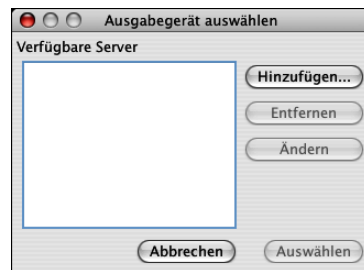 Ausgabegerät auswählen
Verfügbare Server
Hinzufügen...
Entfernen
Ändern
Abbrechen
Auswählen